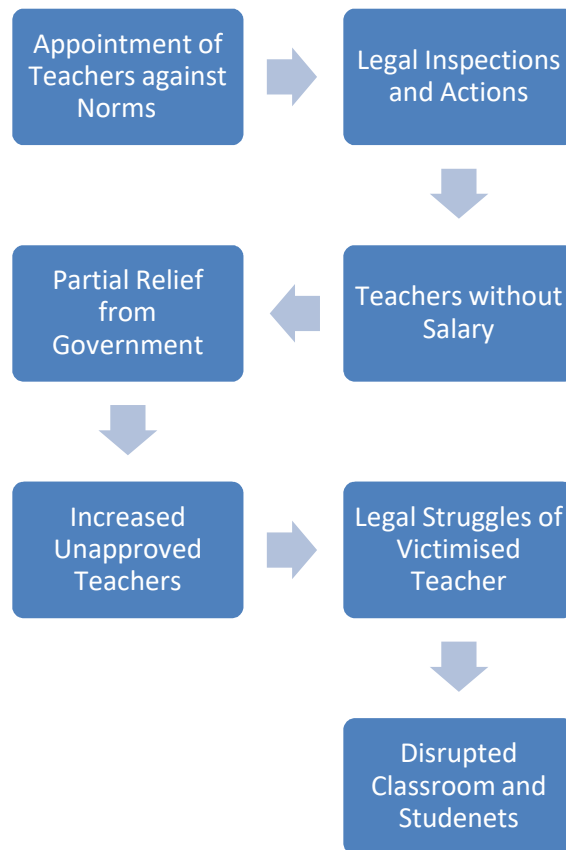 Appointment of
Teachers against
Norms
Legal Inspections
and Actions
Teachers without
Salary
Partial Relief
from
Government
Increased
Unapproved
Teachers
Legal Struggles of
Victimised
Teacher
Disrupted
Classroom and
Studenets